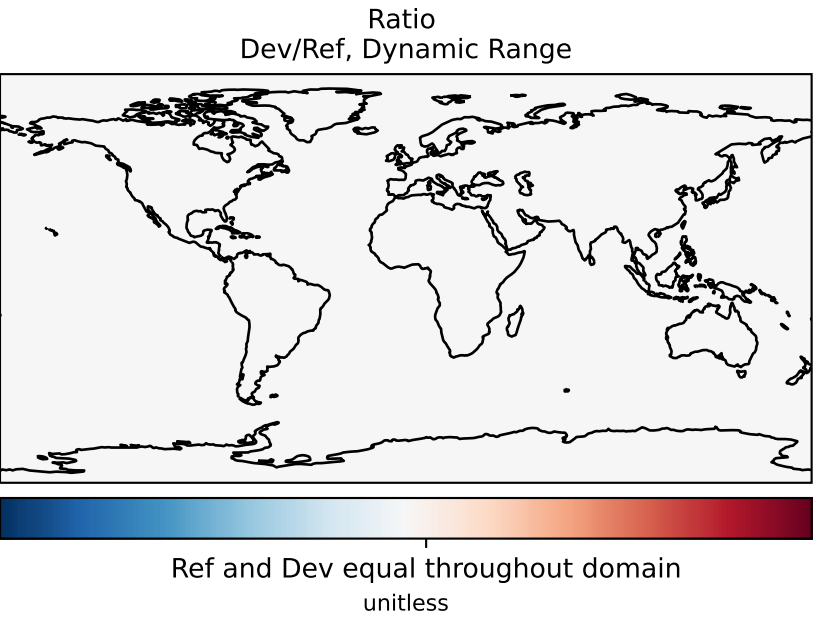 Ratio
Dev/Ref, Dynamic Range
Ref and Dev equal throughout domain
unitless